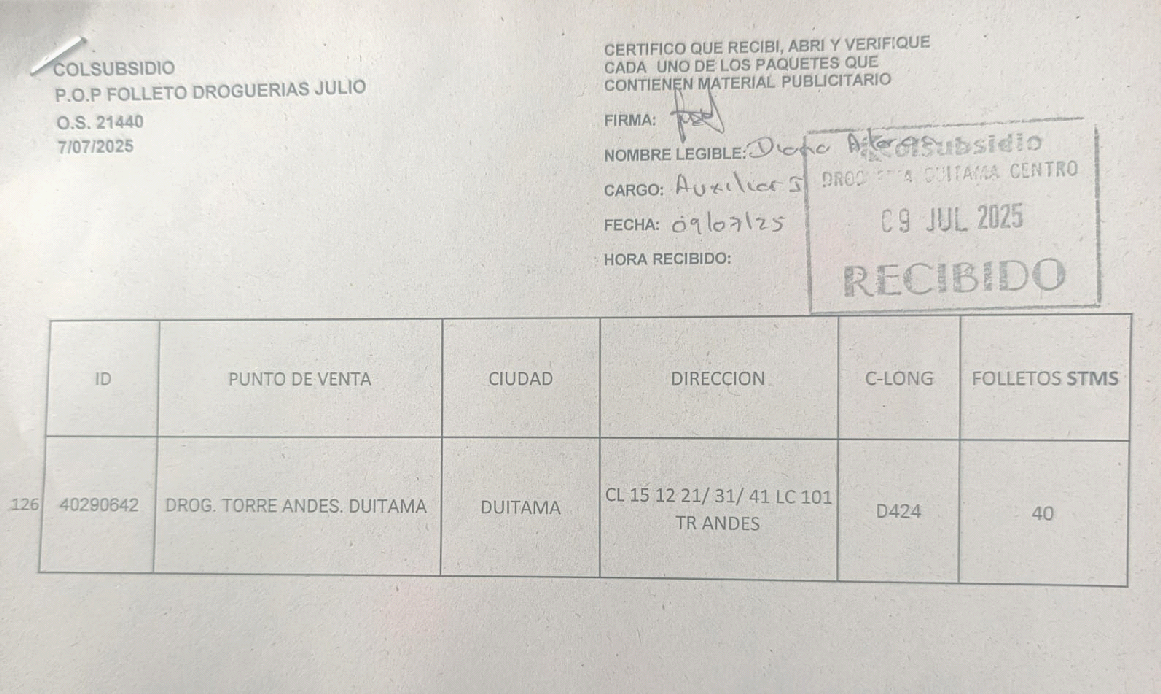 COLSUBSIDIO
P.O.P FOLLETO DROGUERIAS JULIO
O.S. 21440
7/07/2025
CERTIFICO QUE RECIBI, ABRI Y VERIFIQUE
CADA UNO DE LOS PAQUETES QUE
CONTIENEN MATERIAL PUBLICITARIO
FIRMA:
NOMBRE LEGIBLE: Diana
CARGO: Auxiliar I
FECHA: 09/07/25
HORA RECIBIDO:
Colsubsidio
DUITAMA CENTRO
09 JUL 2025
RECIBIDO
ID PUNTO DE VENTA CIUDAD DIRECCION C-LONG FOLLETOS STMS
126 40290642 DROG. TORRE ANDES. DUITAMA DUITAMA CL 15 12 21/ 31/ 41 LC 101 D424 40
TR ANDES